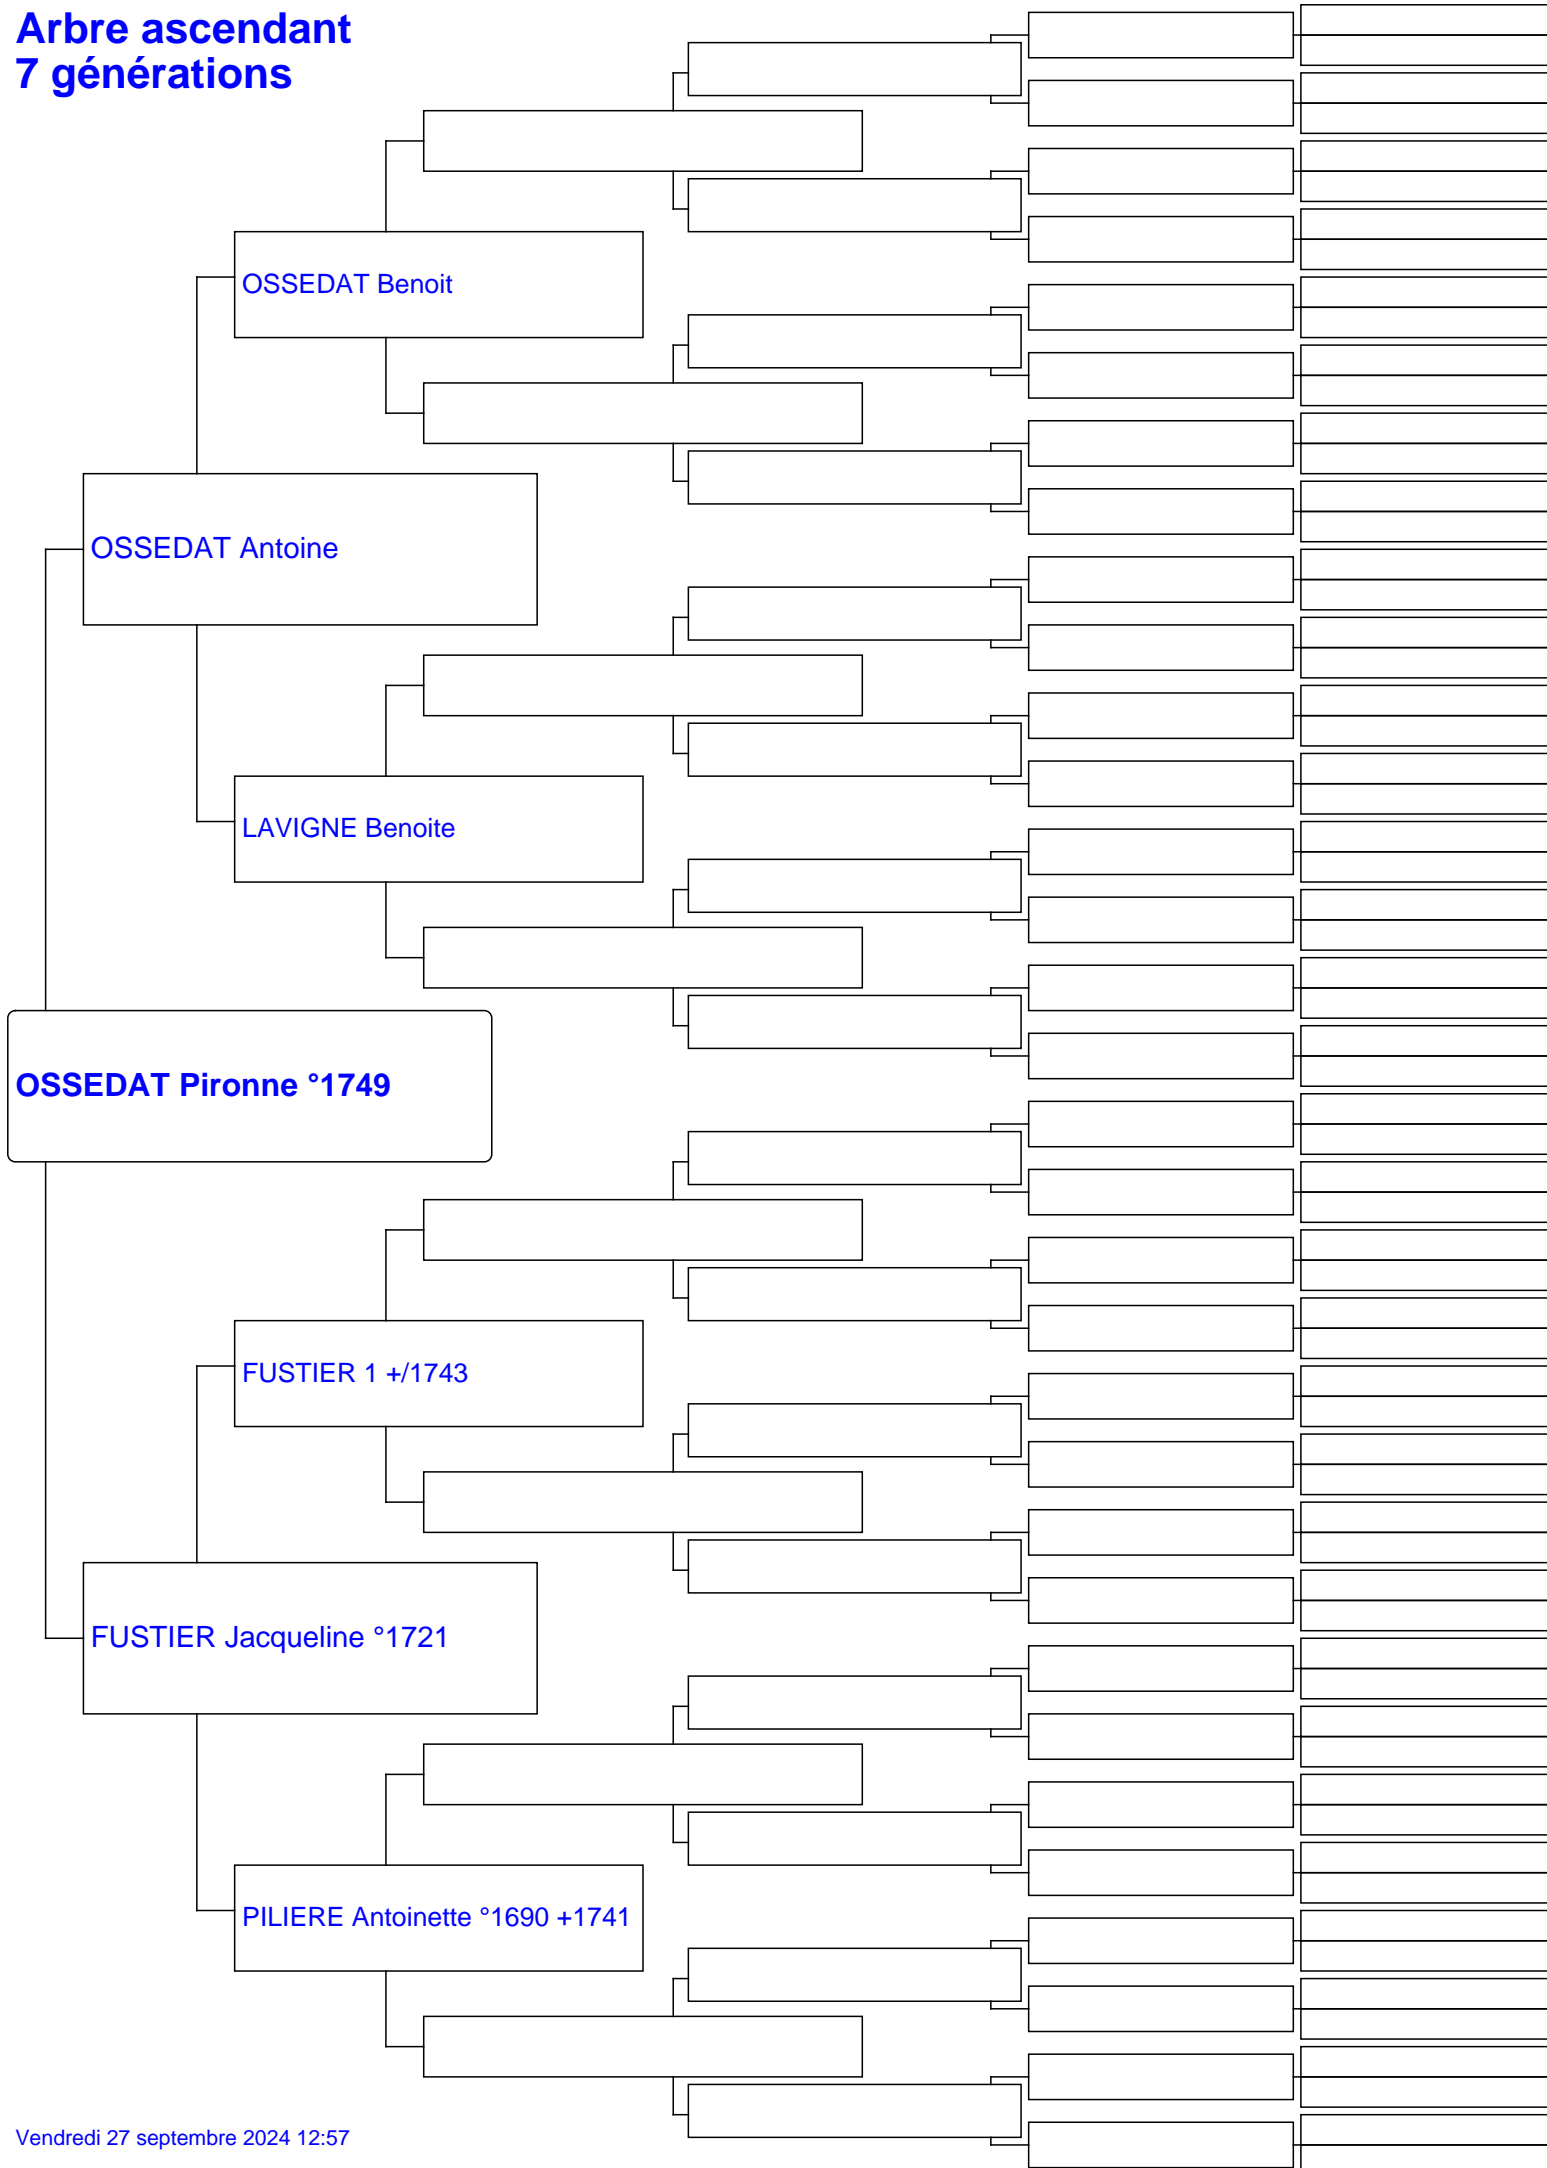 Arbre ascendant
7 générations
OSSEDAT Benoit
OSSEDAT Antoine
LAVIGNE Benoite
OSSEDAT Pironne °1749
FUSTIER 1 +/1743
FUSTIER Jacqueline °1721
PILIERE Antoinette °1690 +1741
Vendredi 27 septembre 2024 12:57